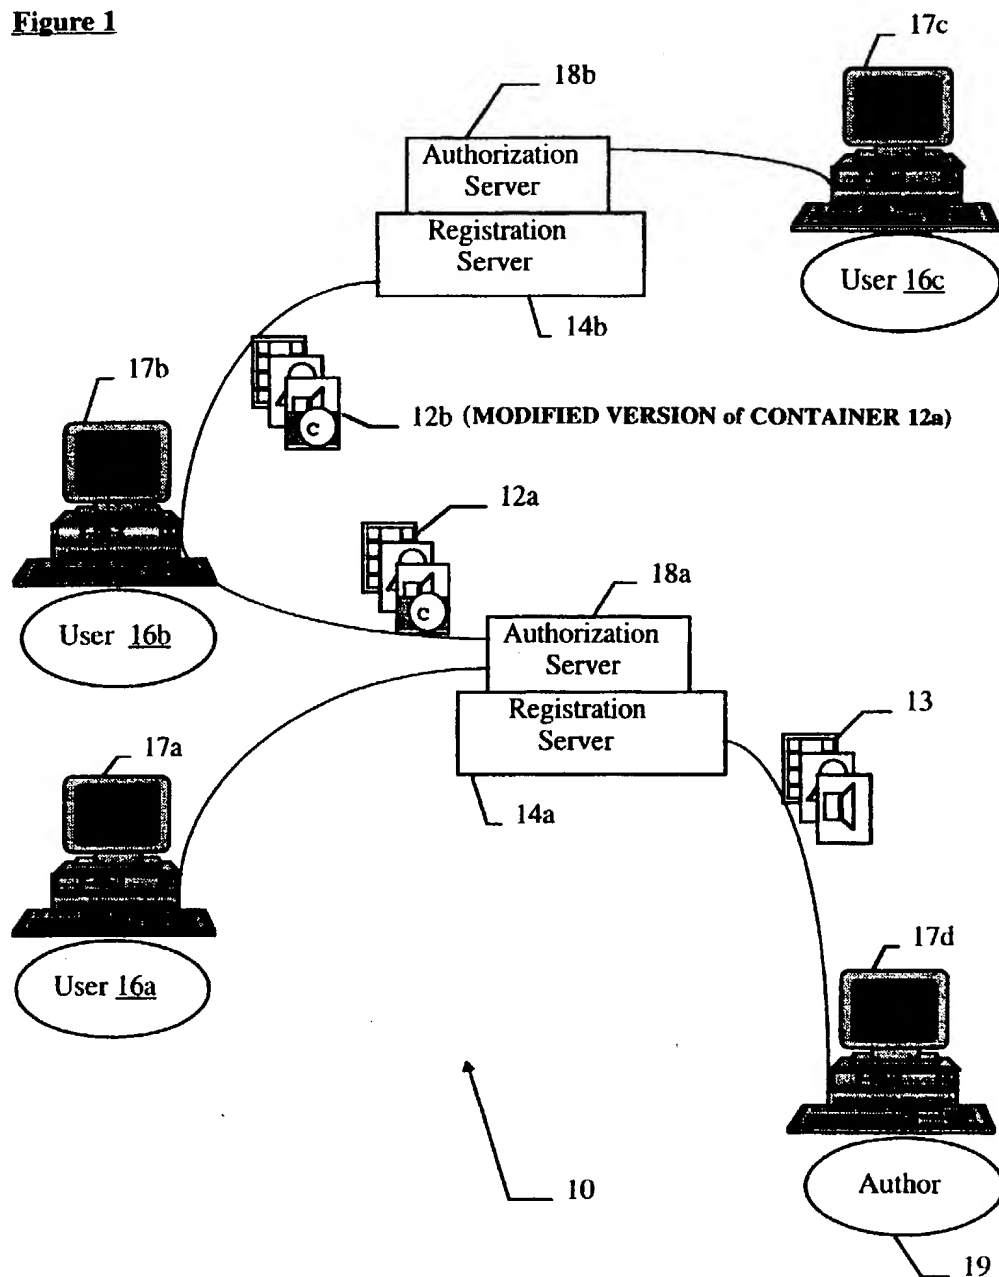 Figure 1
17c
18b
Authorization
Server
Registration
Server
User 16c
14b
17b
12b (MODIFIED VERSION of CONTAINER 12a)
C
12a
18a
C
User 16b
Authorization
Server
Registration
Server
13
17a
14a
17d
User 16a
10
Author
19